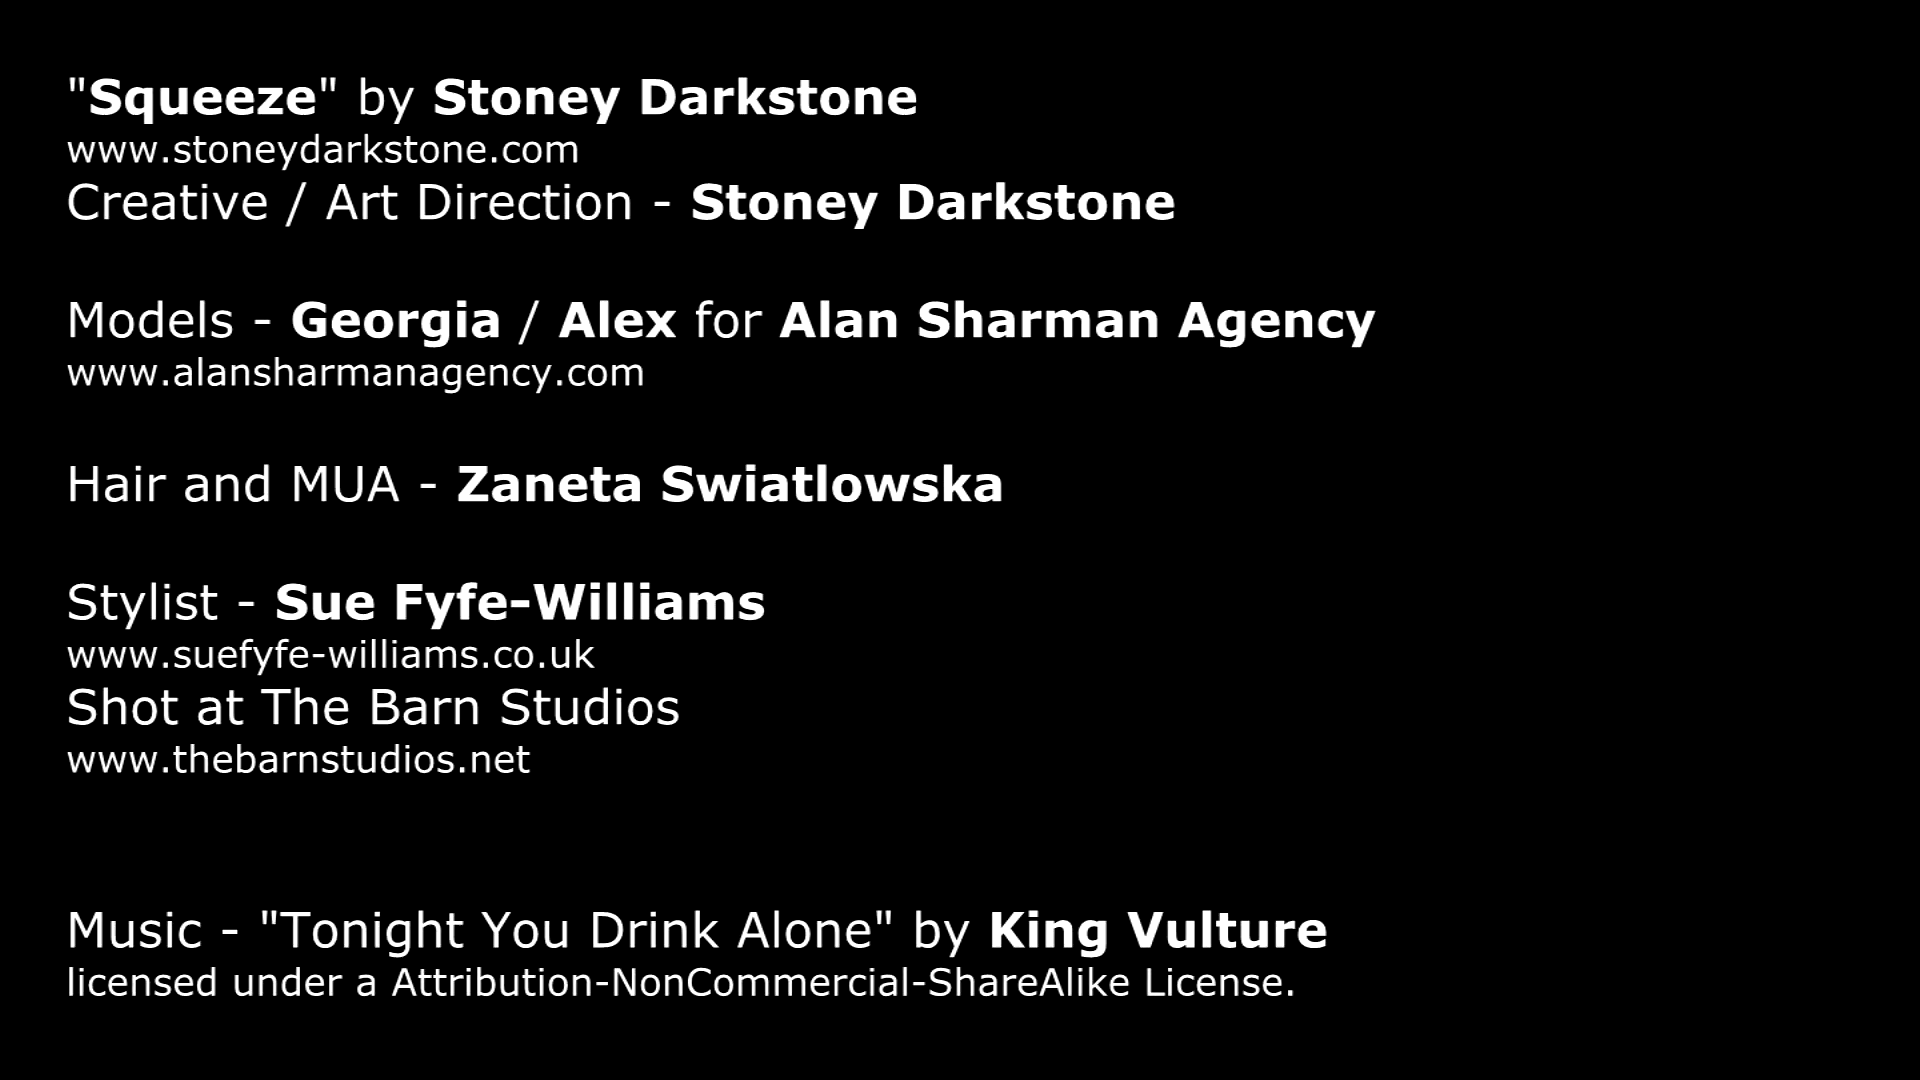 "Squeeze" by Stoney Darkstone
www.stoneydarkstone.com
Creative / Art Direction - Stoney Darkstone
Models - Georgia / Alex for Alan Sharman Agency
www.alansharmanagency.com
Hair and MUA - Zaneta Swiatlowska
Stylist - Sue Fyfe-Williams
www.suefyfe-williams.co.uk
Shot at The Barn Studios
www.thebarnstudios.net
Music - "Tonight You Drink Alone" by King Vulture
licensed under a Attribution-NonCommercial-ShareAlike License.